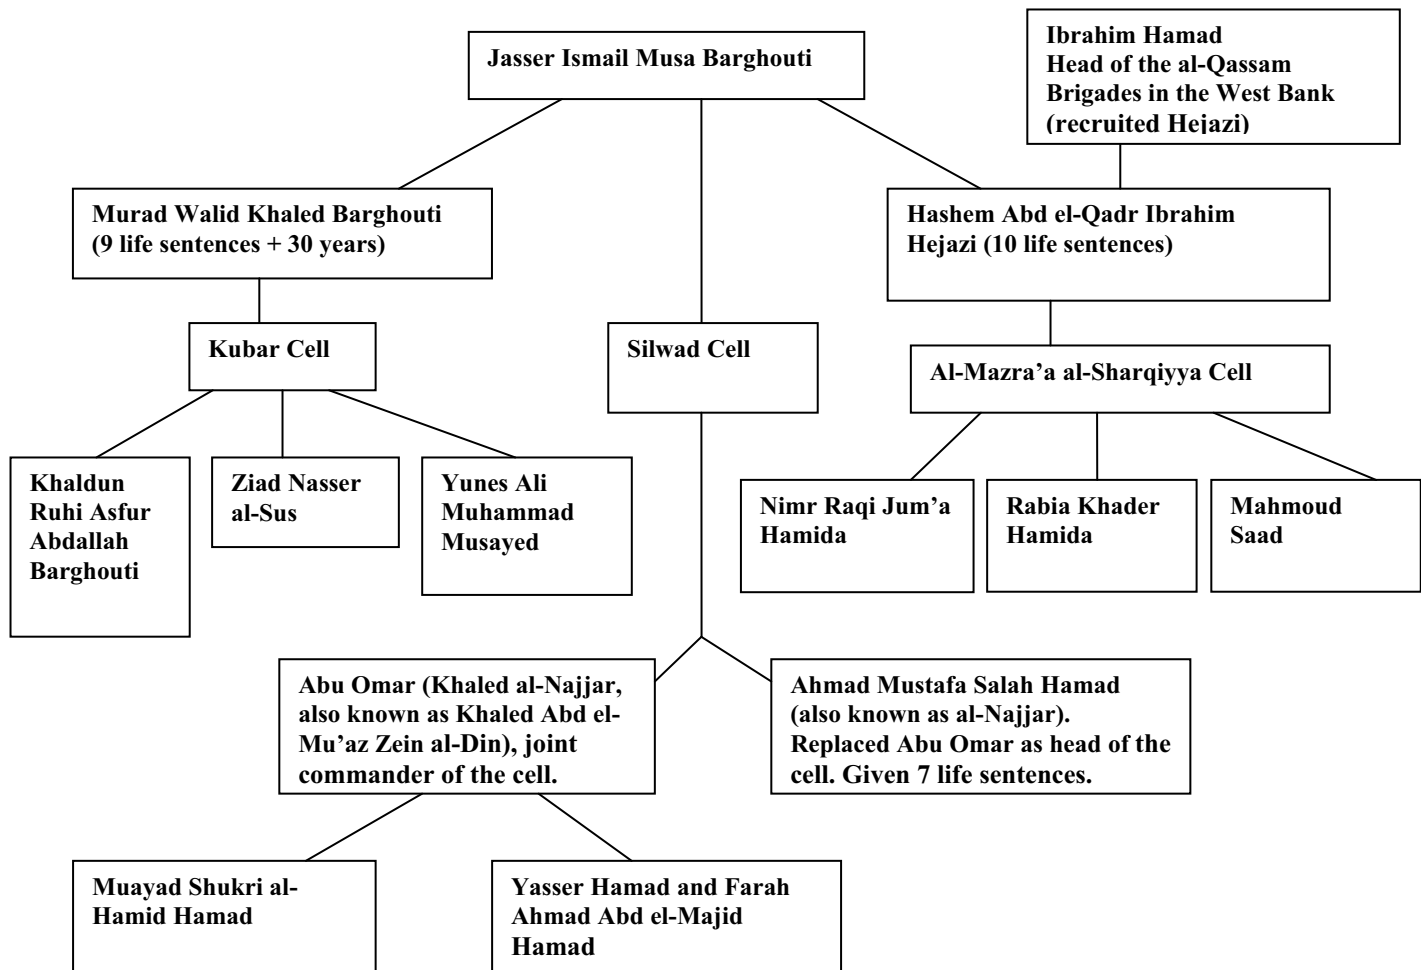 Jasser Ismail Musa Barghouti
Ibrahim Hamad
Head of the al-Qassam
Brigades in the West Bank
(recruited Hejazi)
Murad Walid Khaled Barghouti
(9 life sentences + 30 years)
Hashem Abd el-Qadr Ibrahim
Hejazi (10 life sentences)
Kubar Cell
Silwad Cell
Al-Mazra’a al-Sharqiyya Cell
Khaldun
Ruhi Asfur
Abdallah
Barghouti
Ziad Nasser
al-Sus
Yunes Ali
Muhammad
Musayed
Nimr Raqi Jum’a
Hamida
Rabia Khader
Hamida
Mahmoud
Saad
Abu Omar (Khaled al-Najjar,
also known as Khaled Abd el-
Mu’az Zein al-Din), joint
commander of the cell.
Ahmad Mustafa Salah Hamad
(also known as al-Najjar).
Replaced Abu Omar as head of the
cell. Given 7 life sentences.
Muayad Shukri al-
Hamid Hamad
Yasser Hamad and Farah
Ahmad Abd el-Majid
Hamad